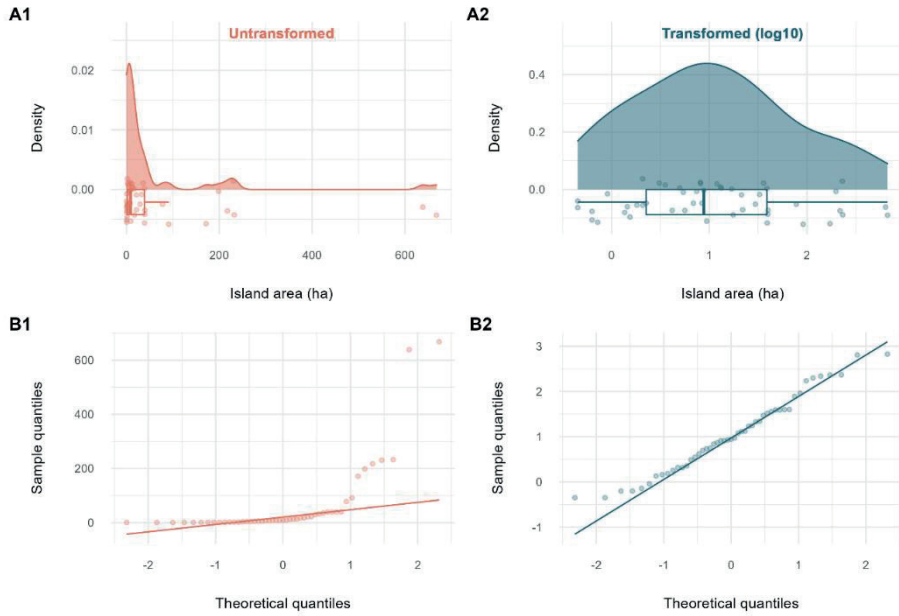 A1
Untransformed
0.02
0.01
0.00
Density
0 200 400 600
Island area (ha)
A2
Transformed (log10)
0.4
0.2
0.0
Density
0 1 2
Island area (ha)
B1
600
400
200
0
Sample quantiles
-2 -1 0 1 2
Theoretical quantiles
B2
3
2
1
0
-1
Sample quantiles
-2 -1 0 1 2
Theoretical quantiles